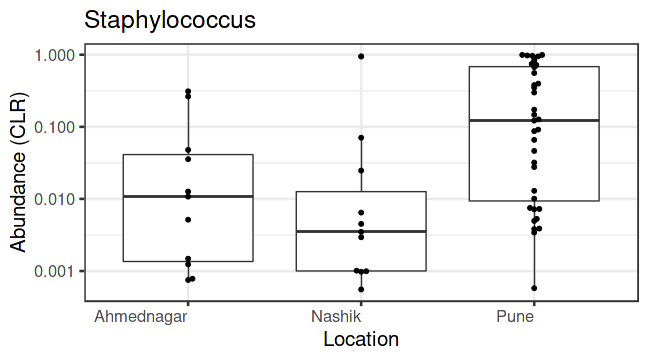 Staphylococcus
Abundance (CLR)
1.000
0.100
0.010
0.001
Ahmednagar Nashik Pune
Location